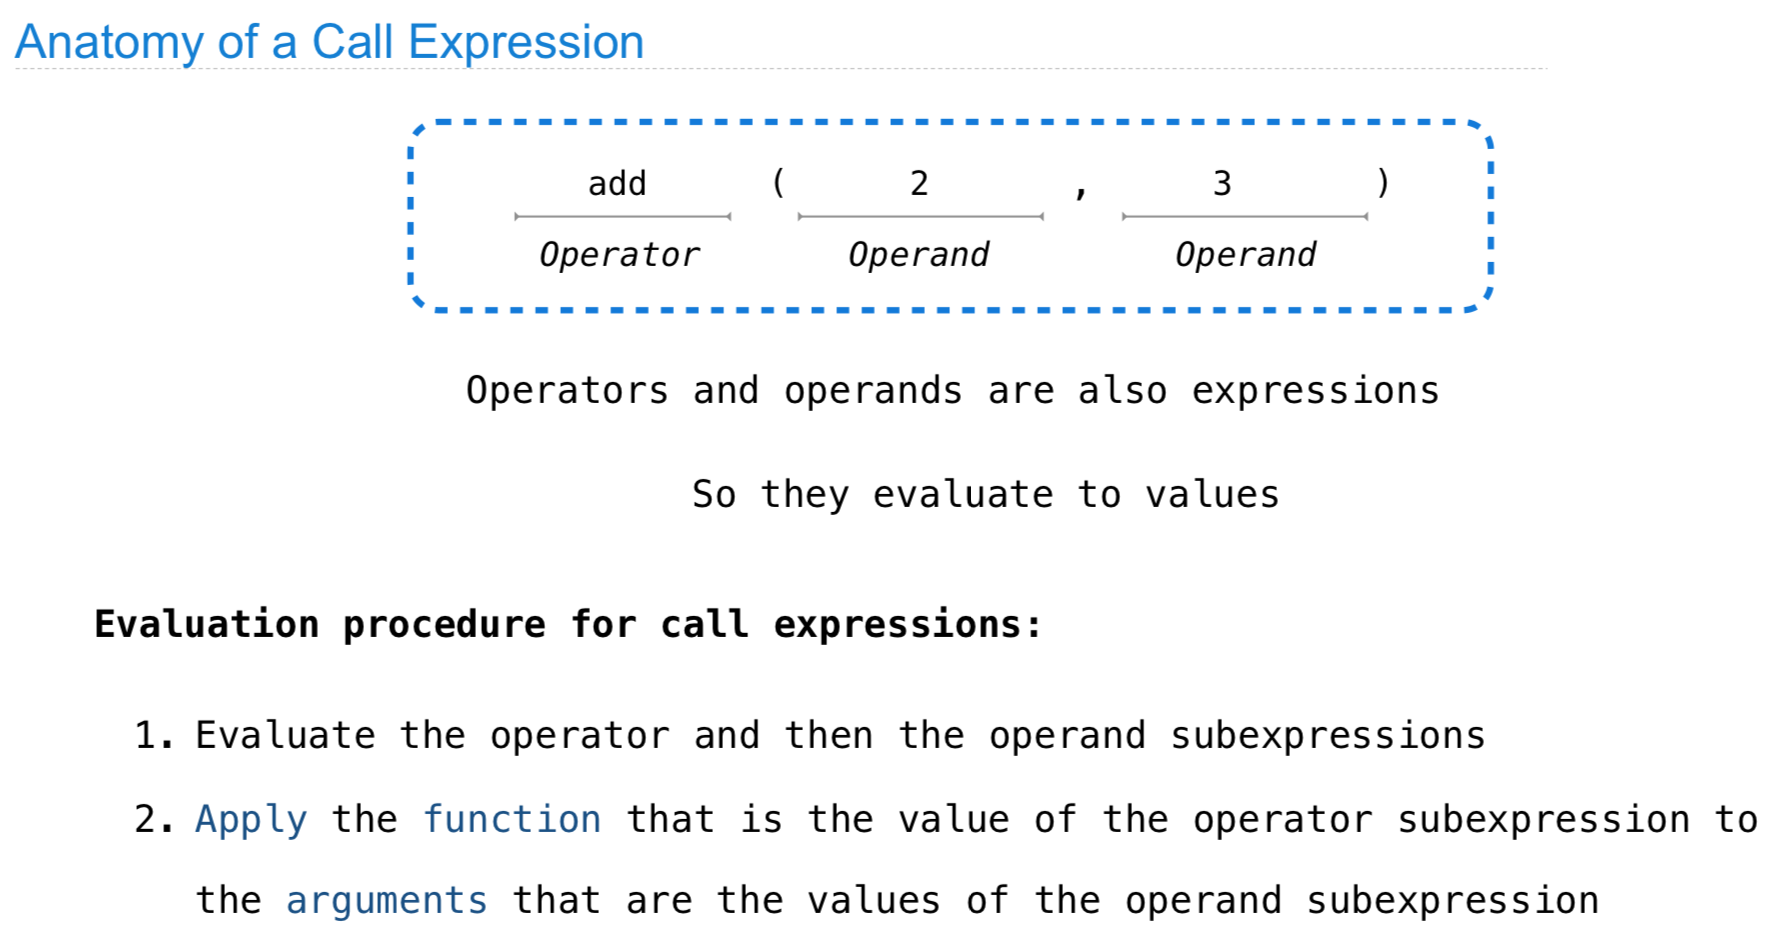 Anatomy of a Call Expression
add ( 2 , 3 )
Operator Operand Operand
Operators and operands are also expressions
So they evaluate to values
Evaluation procedure for call expressions:
1. Evaluate the operator and then the operand subexpressions
2. Apply the function that is the value of the operator subexpression to
the arguments that are the values of the operand subexpression